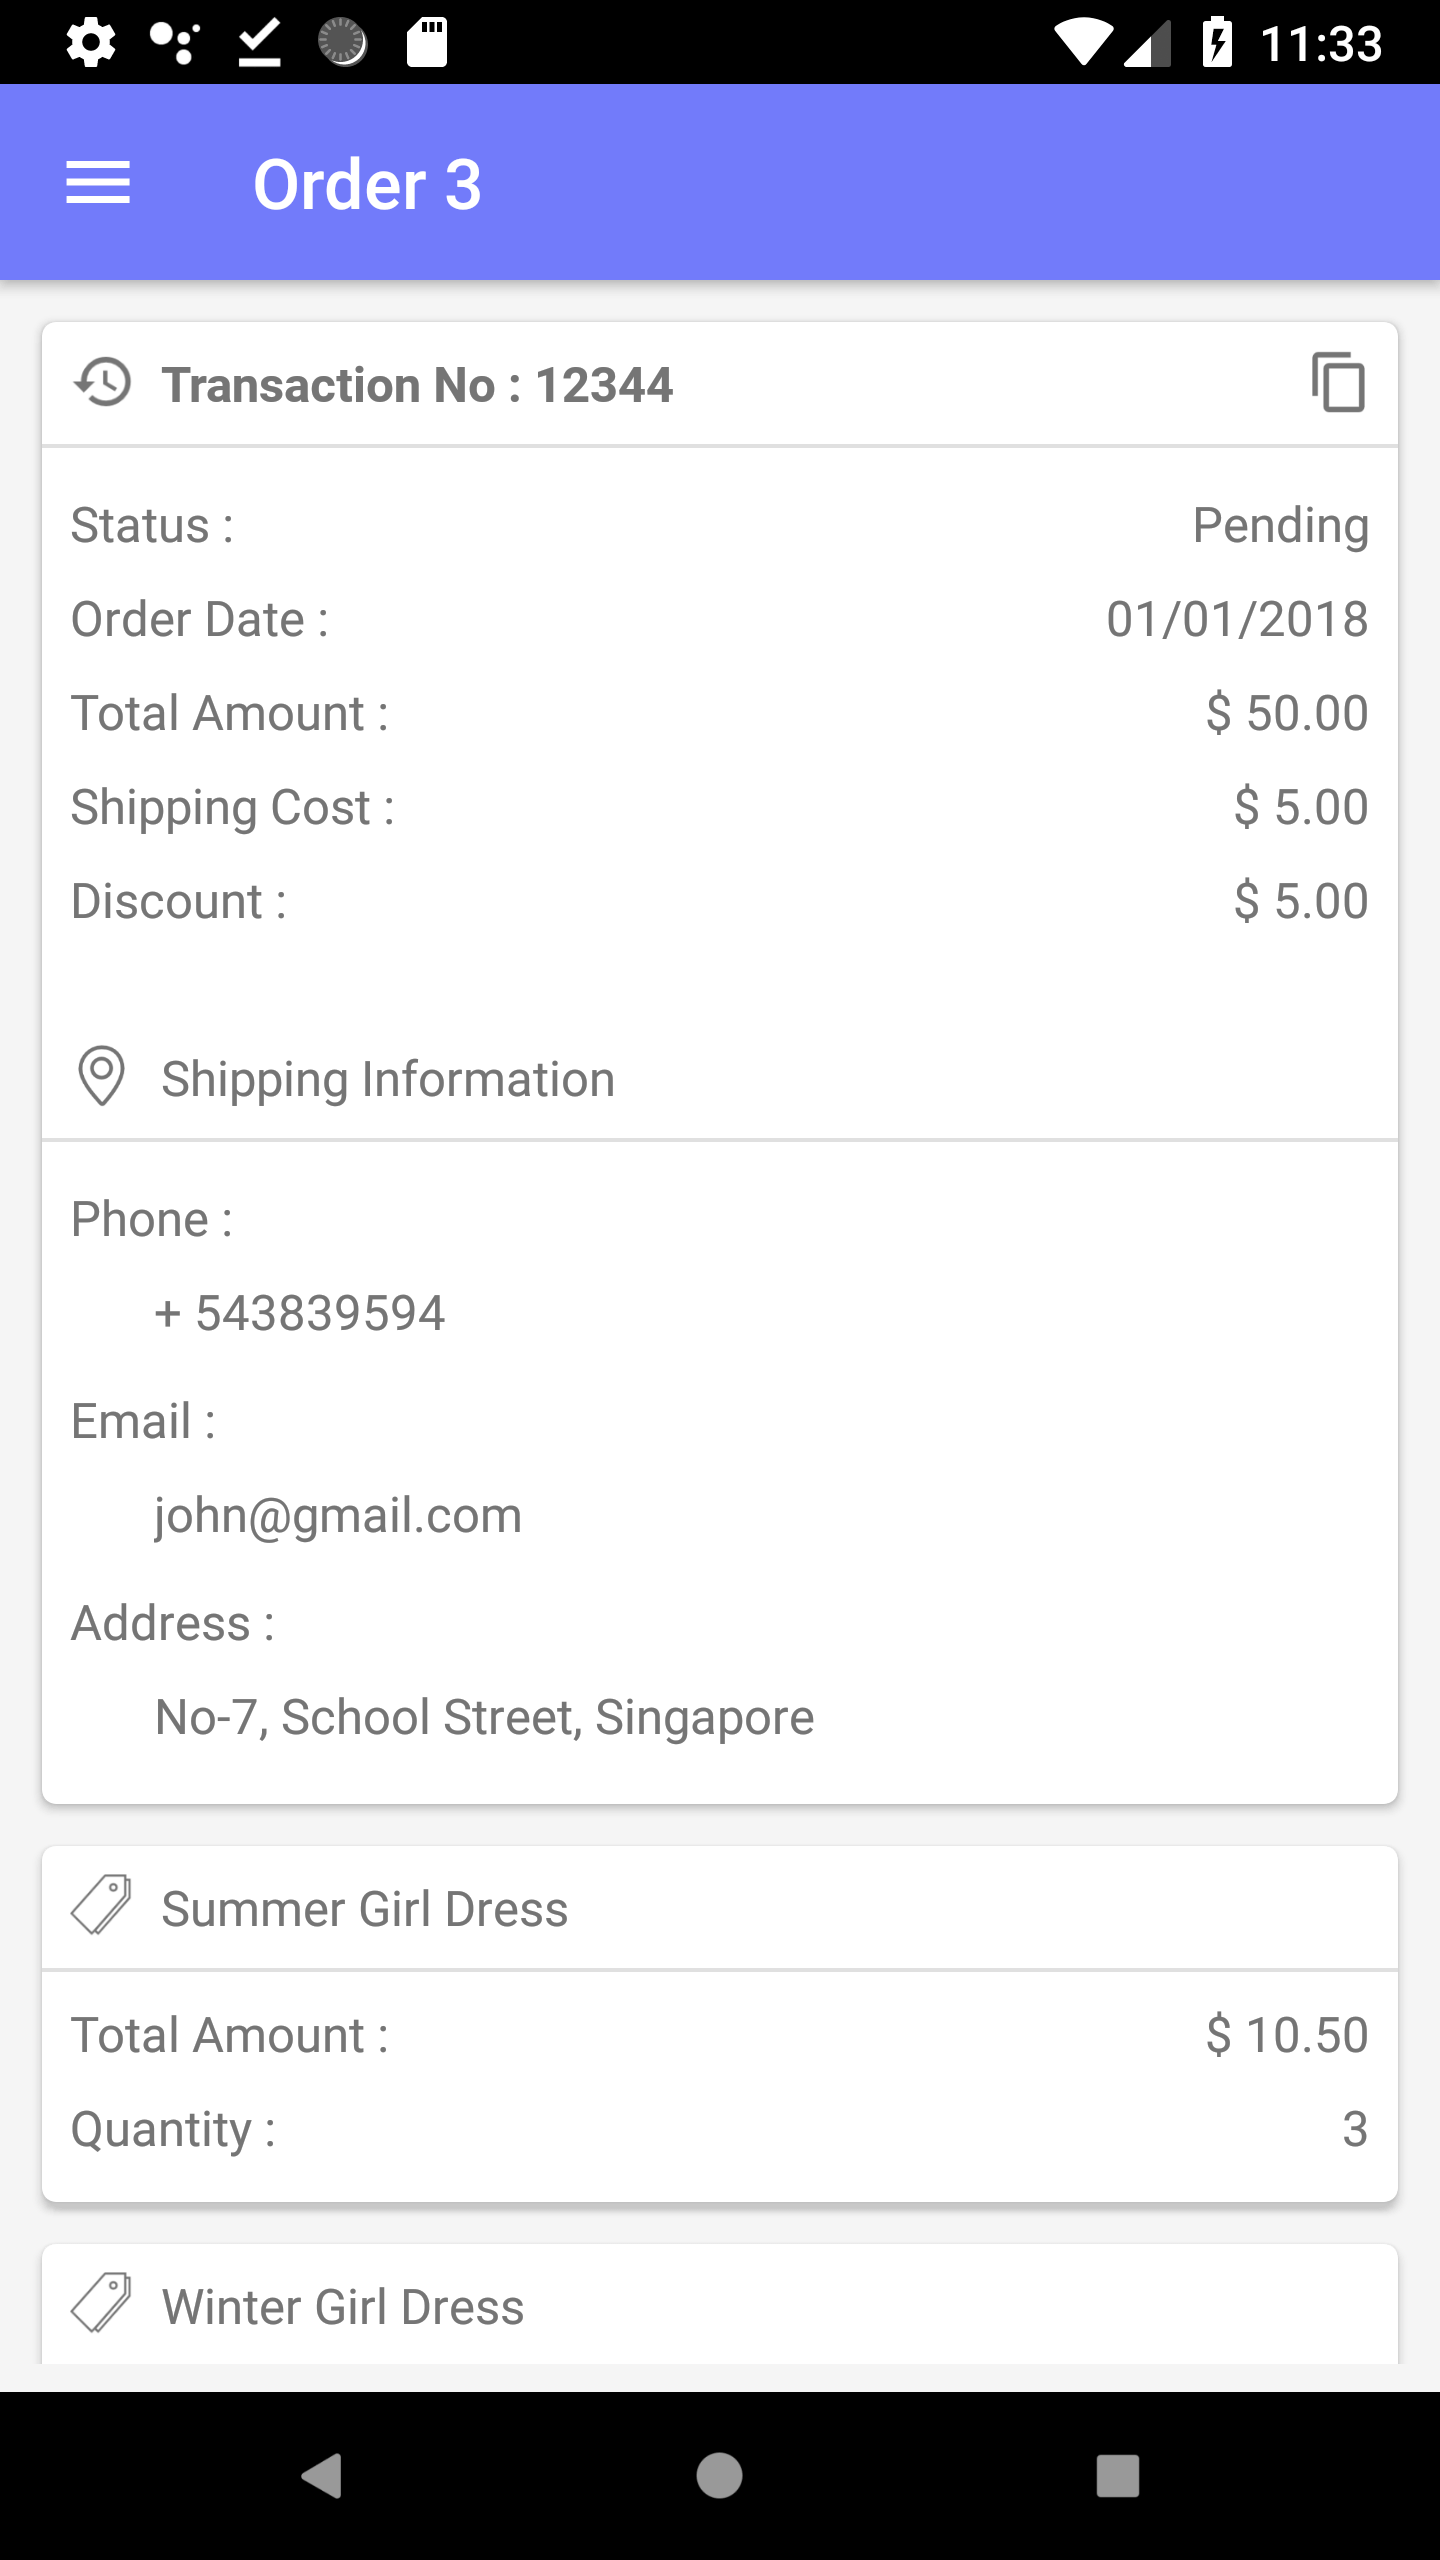 11:33
Order 3
Transaction No : 12344
Status : Pending
Order Date : 01/01/2018
Total Amount : $ 50.00
Shipping Cost : $ 5.00
Discount : $ 5.00
Shipping Information
Phone :
+ 543839594
Email :
john@gmail.com
Address :
No-7, School Street, Singapore
Summer Girl Dress
Total Amount : $ 10.50
Quantity : 3
Winter Girl Dress